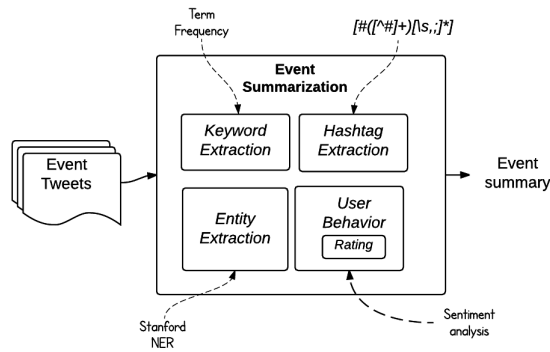 Term
Frequency
[#([^#]+)[\s,;]*]
Event
Summarization
Keyword
Extraction
Hashtag
Extraction
Event
Tweets
Event
summary
Entity
Extraction
User
Behavior
Rating
Stanford
NER
Sentiment
analysis